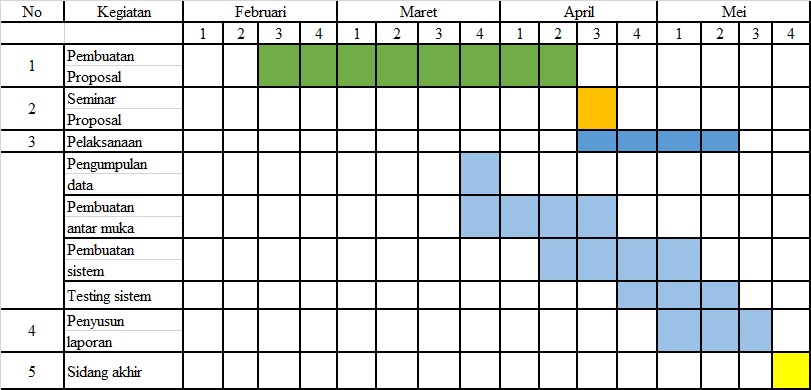 No Kegiatan Februari Maret April Mei
1 2 3 4 1 2 3 4 1 2 3 4 1 2 3 4
1 Pembuatan
Proposal
2 Seminar
Proposal
3 Pelaksanaan
Pengumpulan
data
Pembuatan
antar muka
Pembuatan
sistem
Testing sistem
4 Penyusun
laporan
5 Sidang akhir